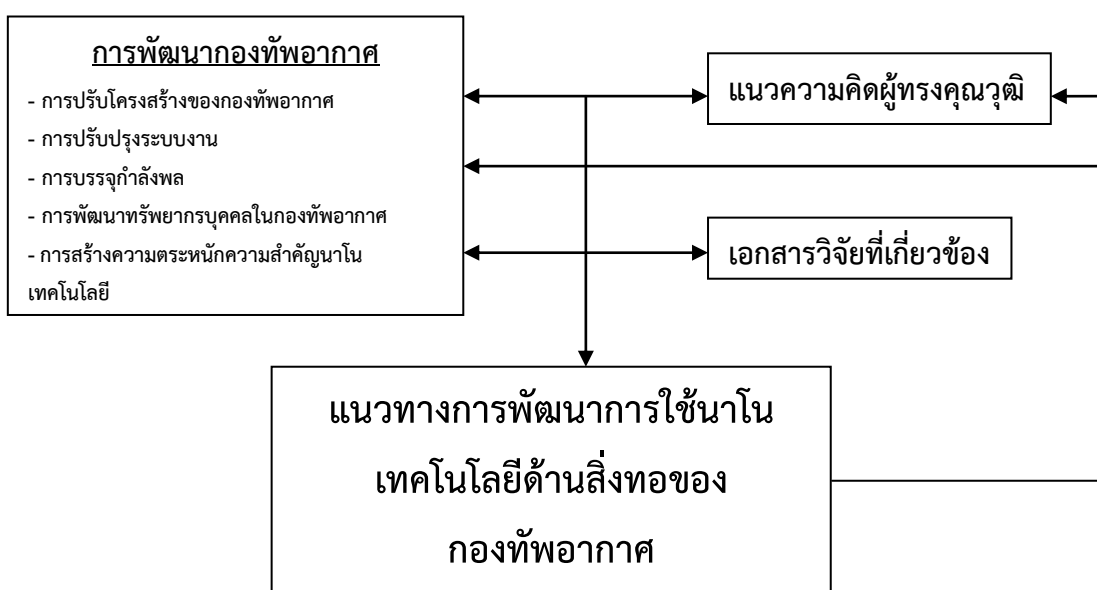 การพัฒนากองทัพอากาศ
- การปรับโครงสร้างของกองทัพอากาศ
- การปรับปรุงระบบงาน
- การบรรจุกำลังพล
- การพัฒนาทรัพยากรบุคคลในกองทัพอากาศ
- การสร้างความตระหนักความสำคัญนาโน
เทคโนโลยี
แนวความคิดผู้ทรงคุณวุฒิ
เอกสารวิจัยที่เกี่ยวข้อง
แนวทางการพัฒนาการใช้นาโน
เทคโนโลยีด้านสิ่งทอของ
กองทัพอากาศ